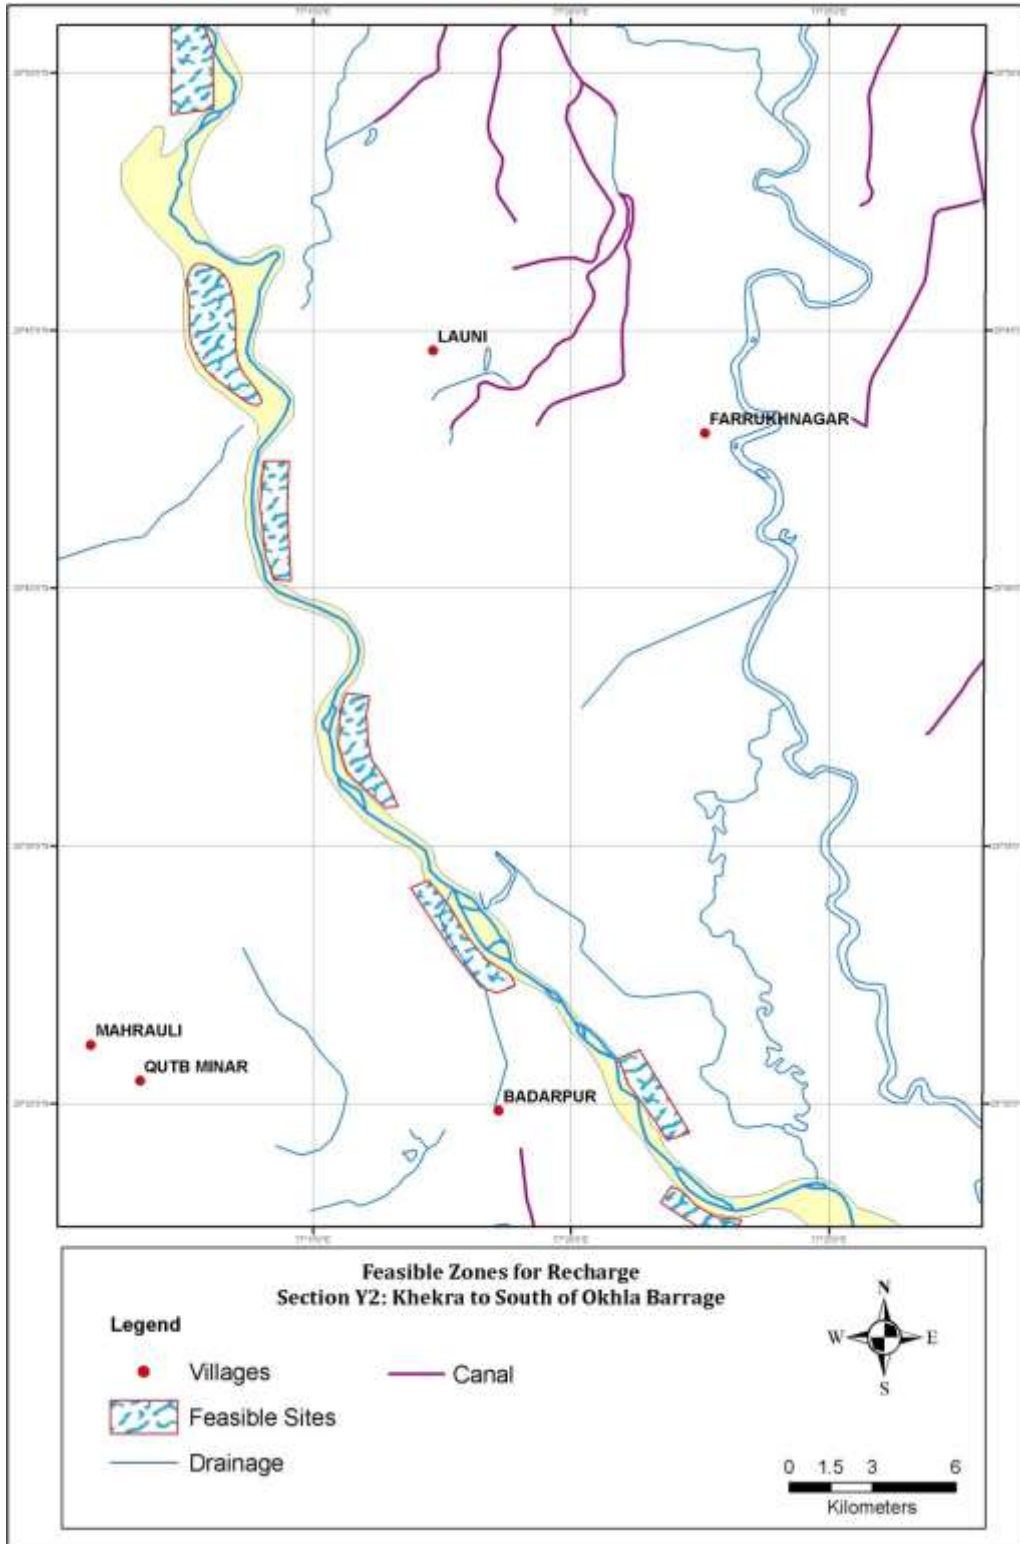 LAUNI
FARRUKHNAGAR
MAHRAULI
QUTB MINAR
BADARPUR
Feasible Zones for Recharge
Section Y2: Khekra to South of Okhla Barrage
Legend
Villages
Canal
Feasible Sites
Drainage
N
W E
S
0 1.5 3 6
Kilometers